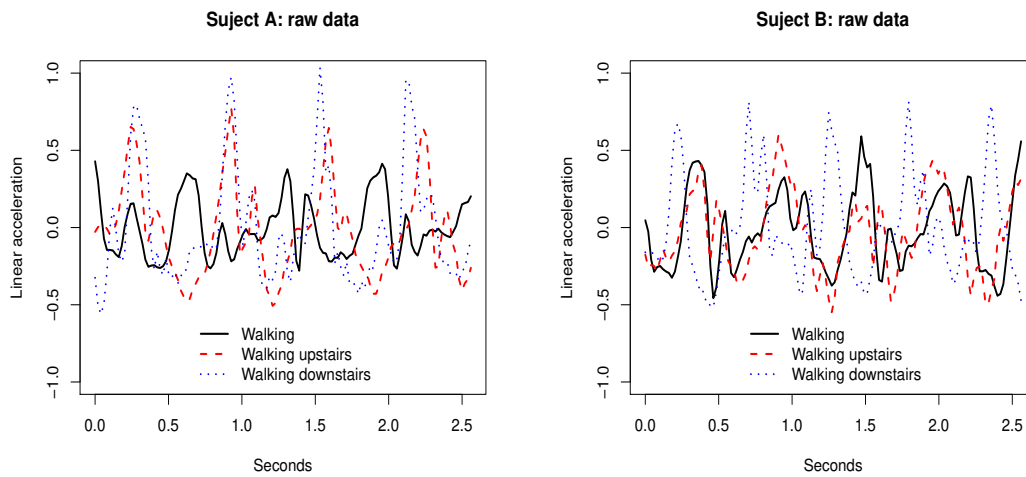 Suject A: raw data
Linear acceleration
1.0
0.5
0.0
−0.5
−1.0
Walking
Walking upstairs
Walking downstairs
0.0 0.5 1.0 1.5 2.0 2.5
Seconds
Suject B: raw data
Linear acceleration
1.0
0.5
0.0
−0.5
−1.0
Walking
Walking upstairs
Walking downstairs
0.0 0.5 1.0 1.5 2.0 2.5
Seconds